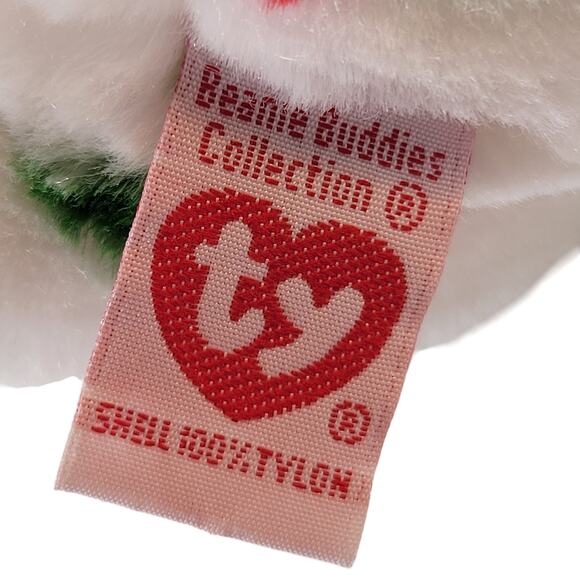 Beanie Buddies
Collection ®
ty
®
SHELL 100% TYLON